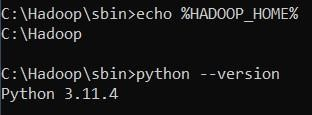 C:\Hadoop\sbin>echo %HADOOP_HOME%
C:\Hadoop
C:\Hadoop\sbin>python --version
Python 3.11.4